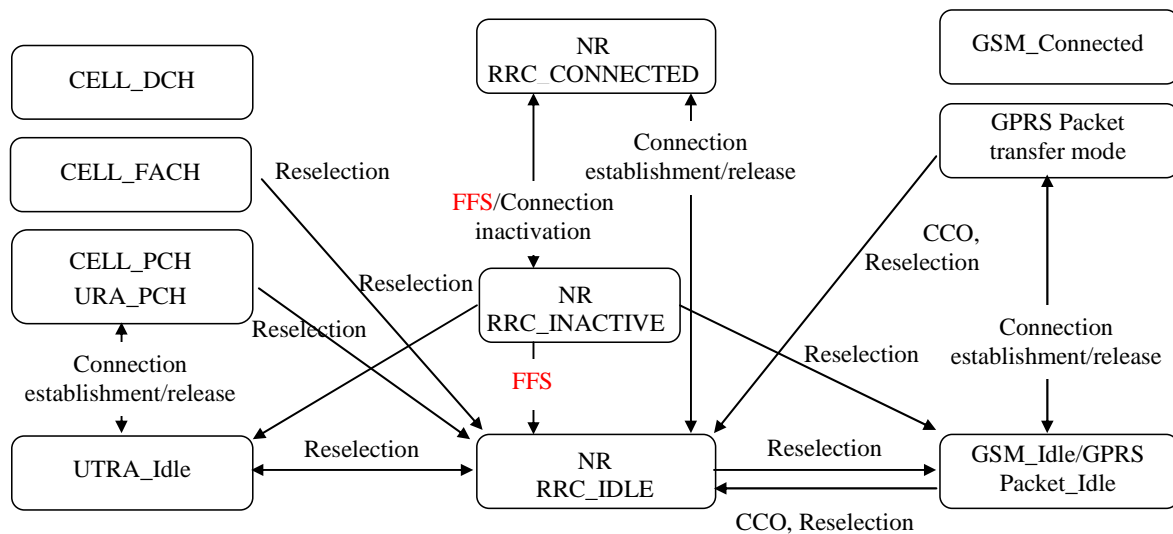 NR
RRC_CONNECTED
GSM_Connected
CELL_DCH
Connection
establishment/release
GPRS Packet
transfer mode
CELL_FACH
Reselection
FFS/Connection
inactivation
CCO,
Reselection
CELL_PCH
URA_PCH
Reselection
NR
RRC_INACTIVE
Reselection
Connection
establishment/release
Connection
establishment/release
Reselection
FFS
UTRA_Idle
Reselection
NR
RRC_IDLE
Reselection
GSM_Idle/GPRS
Packet_Idle
CCO, Reselection